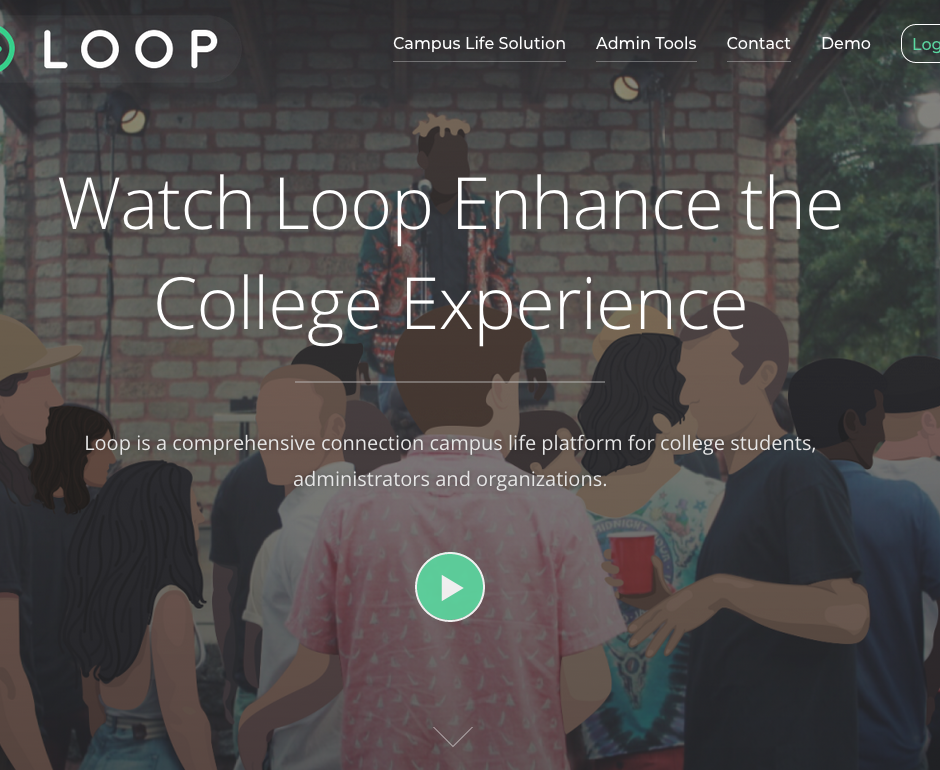 LOOP
Campus Life Solution Admin Tools Contact Demo Log
Watch Loop Enhance the
College Experience
Loop is a comprehensive connection campus life platform for college students,
administrators and organizations.
MIDNIGHT